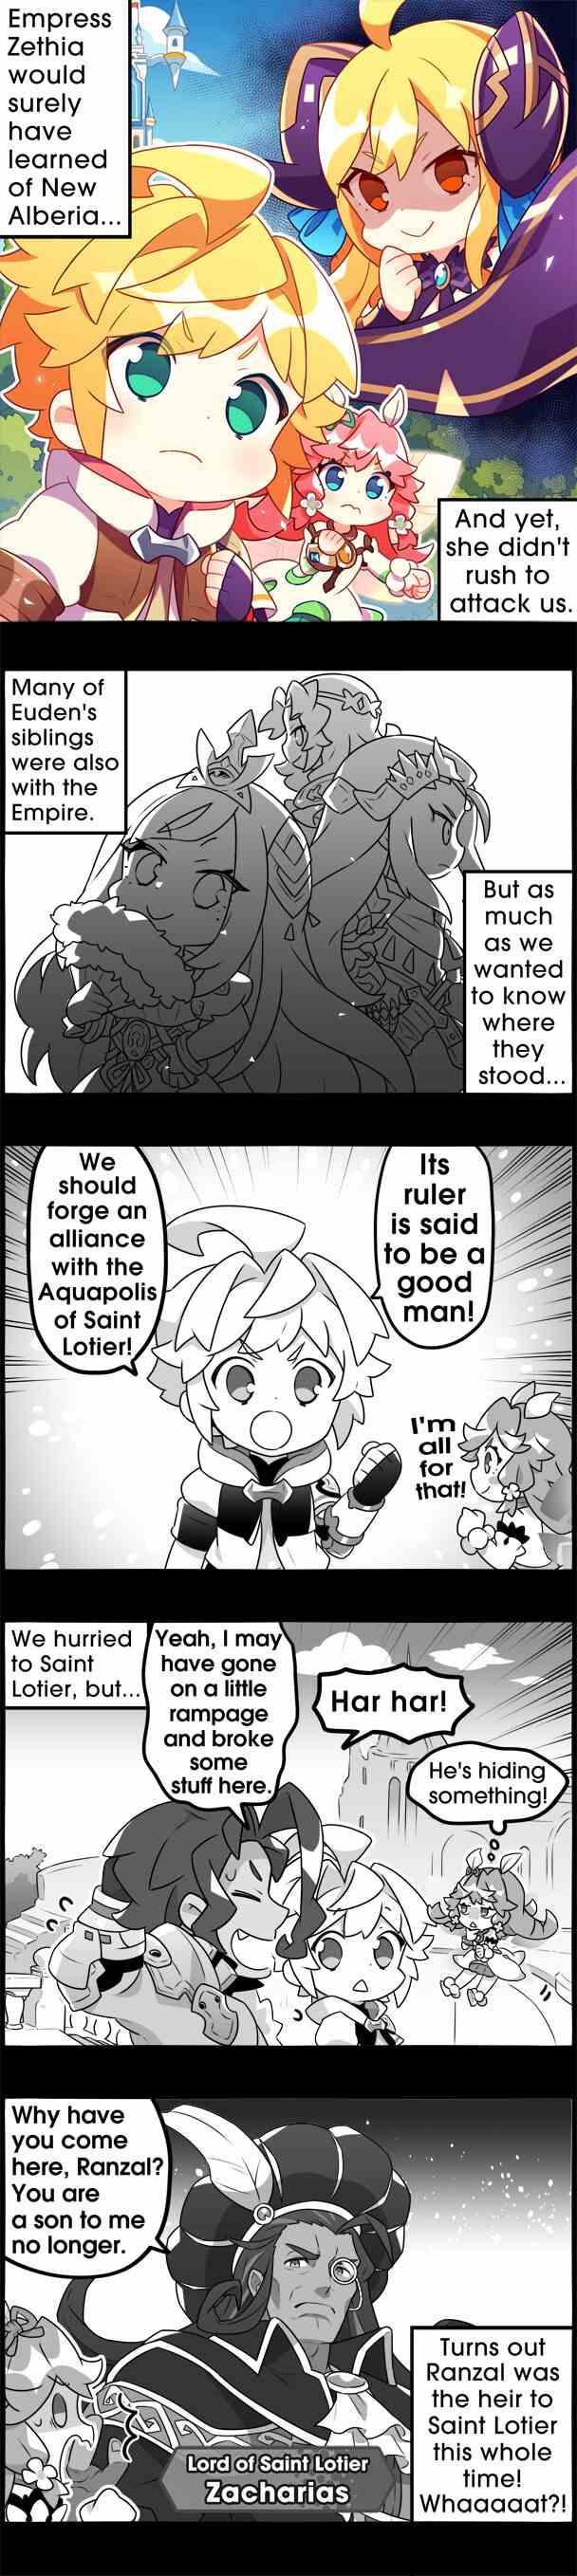 Empress
Zethia
would
surely
have
learned
of New
Alberia...
And yet,
she didn't
rush to
attack us.
Many of
Euden's
siblings
were also
with the
Empire.
But as
much
as we
wanted
to know
where
they
stood...
We
should
forge an
alliance
with the
Aquapolis
of Saint
Lotier!
Its
ruler
is said
to be a
good
man!
I'm
all
for
that!
We hurried
to Saint
Lotier, but...
Yeah, I may
have gone
on a little
rampage
and broke
some
stuff here.
Har har!
He's hiding
something!
Why have
you come
here, Ranzal?
You are
a son to me
no longer.
Lord of Saint Lotier
Zacharias
Turns out
Ranzal was
the heir to
Saint Lotier
this whole
time!
Whaaaaat?!